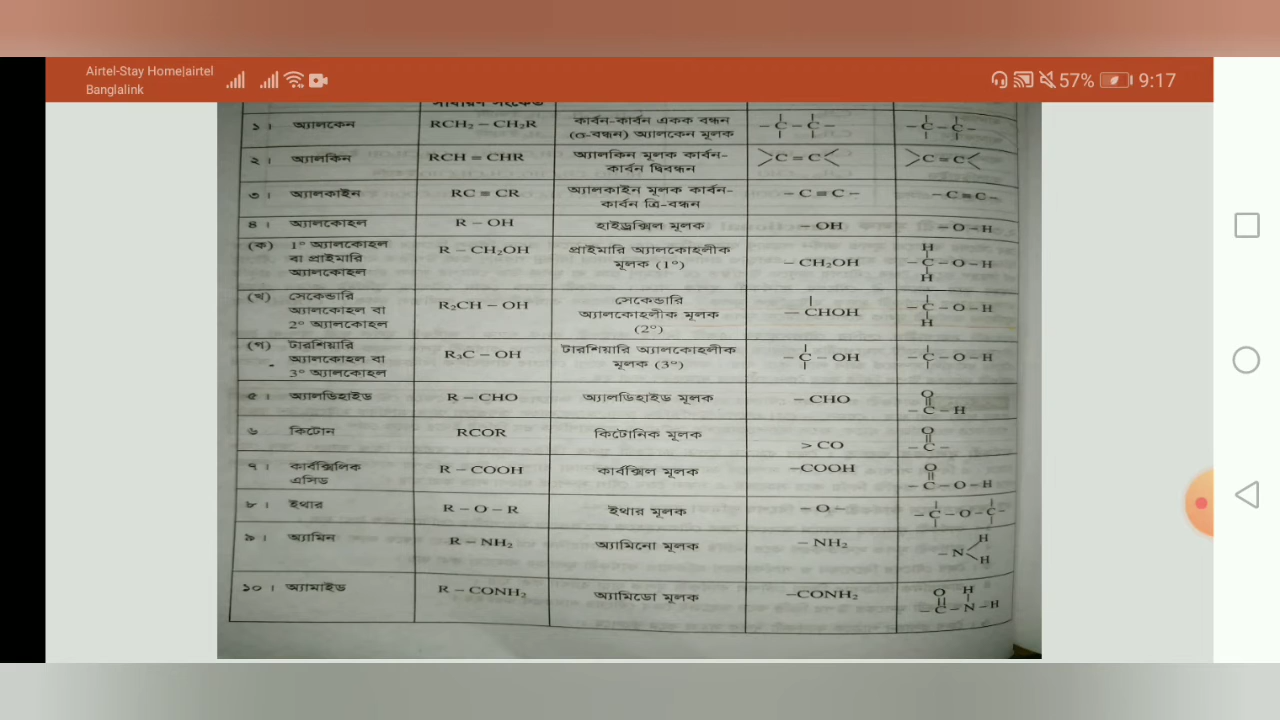 Airtel-Stay Home|airtel
Banglalink
57% 9:17
সাধারণ সংকেত
১। অ্যালকেন RCH₂ – CH₂R কার্বন-কার্বন একক বন্ধন – C – C – – C – C –
(σ-বন্ধন) অ্যালকেন মূলক
২। অ্যালকিন RCH = CHR অ্যালকিন মূলক কার্বন- >C = C< >C = C<
কার্বন দ্বিবন্ধন
৩। অ্যালকাইন RC ≡ CR অ্যালকাইন মূলক কার্বন- – C ≡ C – – C ≡ C –
কার্বন ত্রি-বন্ধন
৪। অ্যালকোহল R – OH হাইড্রক্সিল মূলক – OH – O – H
(ক) 1° অ্যালকোহল R – CH₂OH প্রাইমারি অ্যালকোহলীক H
বা প্রাইমারি মূলক (1°) – CH₂OH – C – O – H
অ্যালকোহল H
(খ) সেকেন্ডারি R₂CH – OH সেকেন্ডারি
অ্যালকোহল বা অ্যালকোহলীক মূলক – CHOH – C – O – H
2° অ্যালকোহল (2°) H
(গ) টারশিয়ারি R₃C – OH টারশিয়ারি অ্যালকোহলীক
অ্যালকোহল বা মূলক (3°) – C – OH – C – O – H
3° অ্যালকোহল
৫। অ্যালডিহাইড R – CHO অ্যালডিহাইড মূলক – CHO O
– C – H
৬ কিটোন RCOR কিটোনিক মূলক > CO O
– C –
৭। কার্বক্সিলিক R – COOH কার্বক্সিল মূলক –COOH O
এসিড – C – O – H
৮। ইথার R – O – R ইথার মূলক – O – – C – O – C –
৯। অ্যামিন R – NH₂ অ্যামিনো মূলক – NH₂ H
– N
H
১০। অ্যামাইড R – CONH₂ অ্যামিডো মূলক –CONH₂ O H
– C – N – H